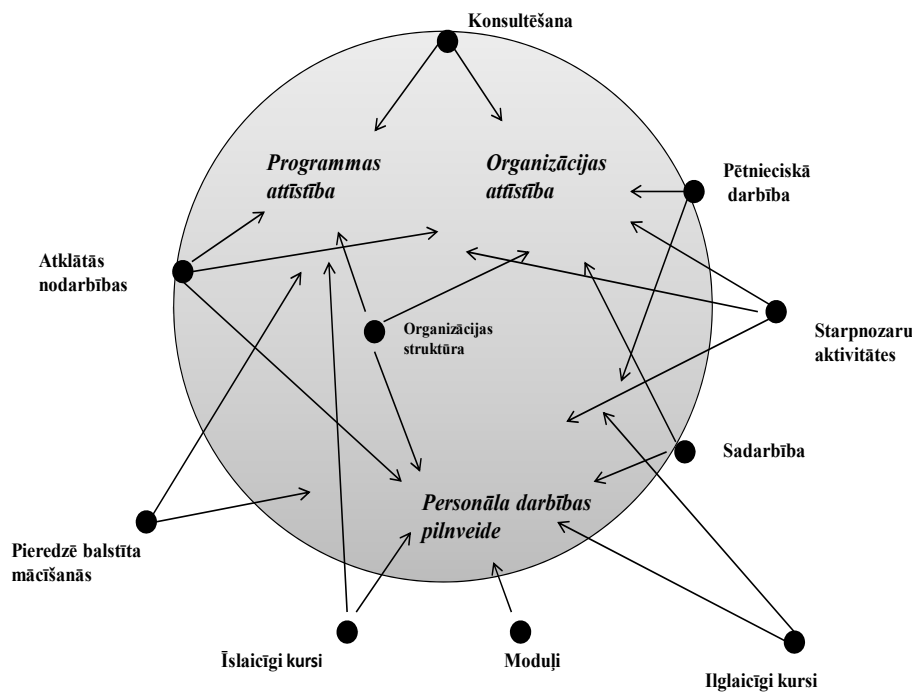 Konsultēšana
Programmas
attīstība
Organizācijas
attīstība
Pētnieciskā
darbība
Atklātās
nodarbības
Organizācijas
struktūra
Starpnozaru
aktivitātes
Sadarbība
Personāla darbības
pilnveide
Pieredzē balstīta
mācīšanās
Īslaicīgi kursi
Moduļi
Ilglaicīgi kursi